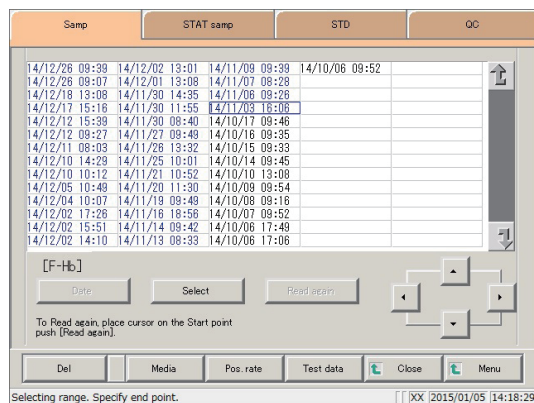 Samp STAT samp STD QC
14/12/26 09:39 14/12/02 13:01 14/11/09 09:39 14/10/06 09:52
14/12/26 09:07 14/12/01 13:08 14/11/07 08:28
14/12/18 13:08 14/11/30 14:35 14/11/06 09:26
14/12/17 15:16 14/11/30 11:55 14/11/03 16:06
14/12/12 15:39 14/11/30 08:40 14/10/17 09:46
14/12/12 09:27 14/11/27 09:49 14/10/16 09:35
14/12/11 08:03 14/11/26 13:32 14/10/15 09:33
14/12/10 14:29 14/11/25 10:01 14/10/14 09:45
14/12/10 10:12 14/11/21 10:52 14/10/10 13:08
14/12/05 10:49 14/11/20 11:30 14/10/09 09:54
14/12/04 10:07 14/11/19 09:49 14/10/08 09:16
14/12/02 17:26 14/11/16 18:56 14/10/07 09:52
14/12/02 15:51 14/11/14 09:42 14/10/06 17:49
14/12/02 14:10 14/11/13 08:33 14/10/06 17:06
[F-Hb]
Date Select Read again
To Read again, place cursor on the Start point
push [Read again].
Del Media Pos. rate Test data Close Menu
Selecting range. Specify end point. XX 2015/01/05 14:18:29